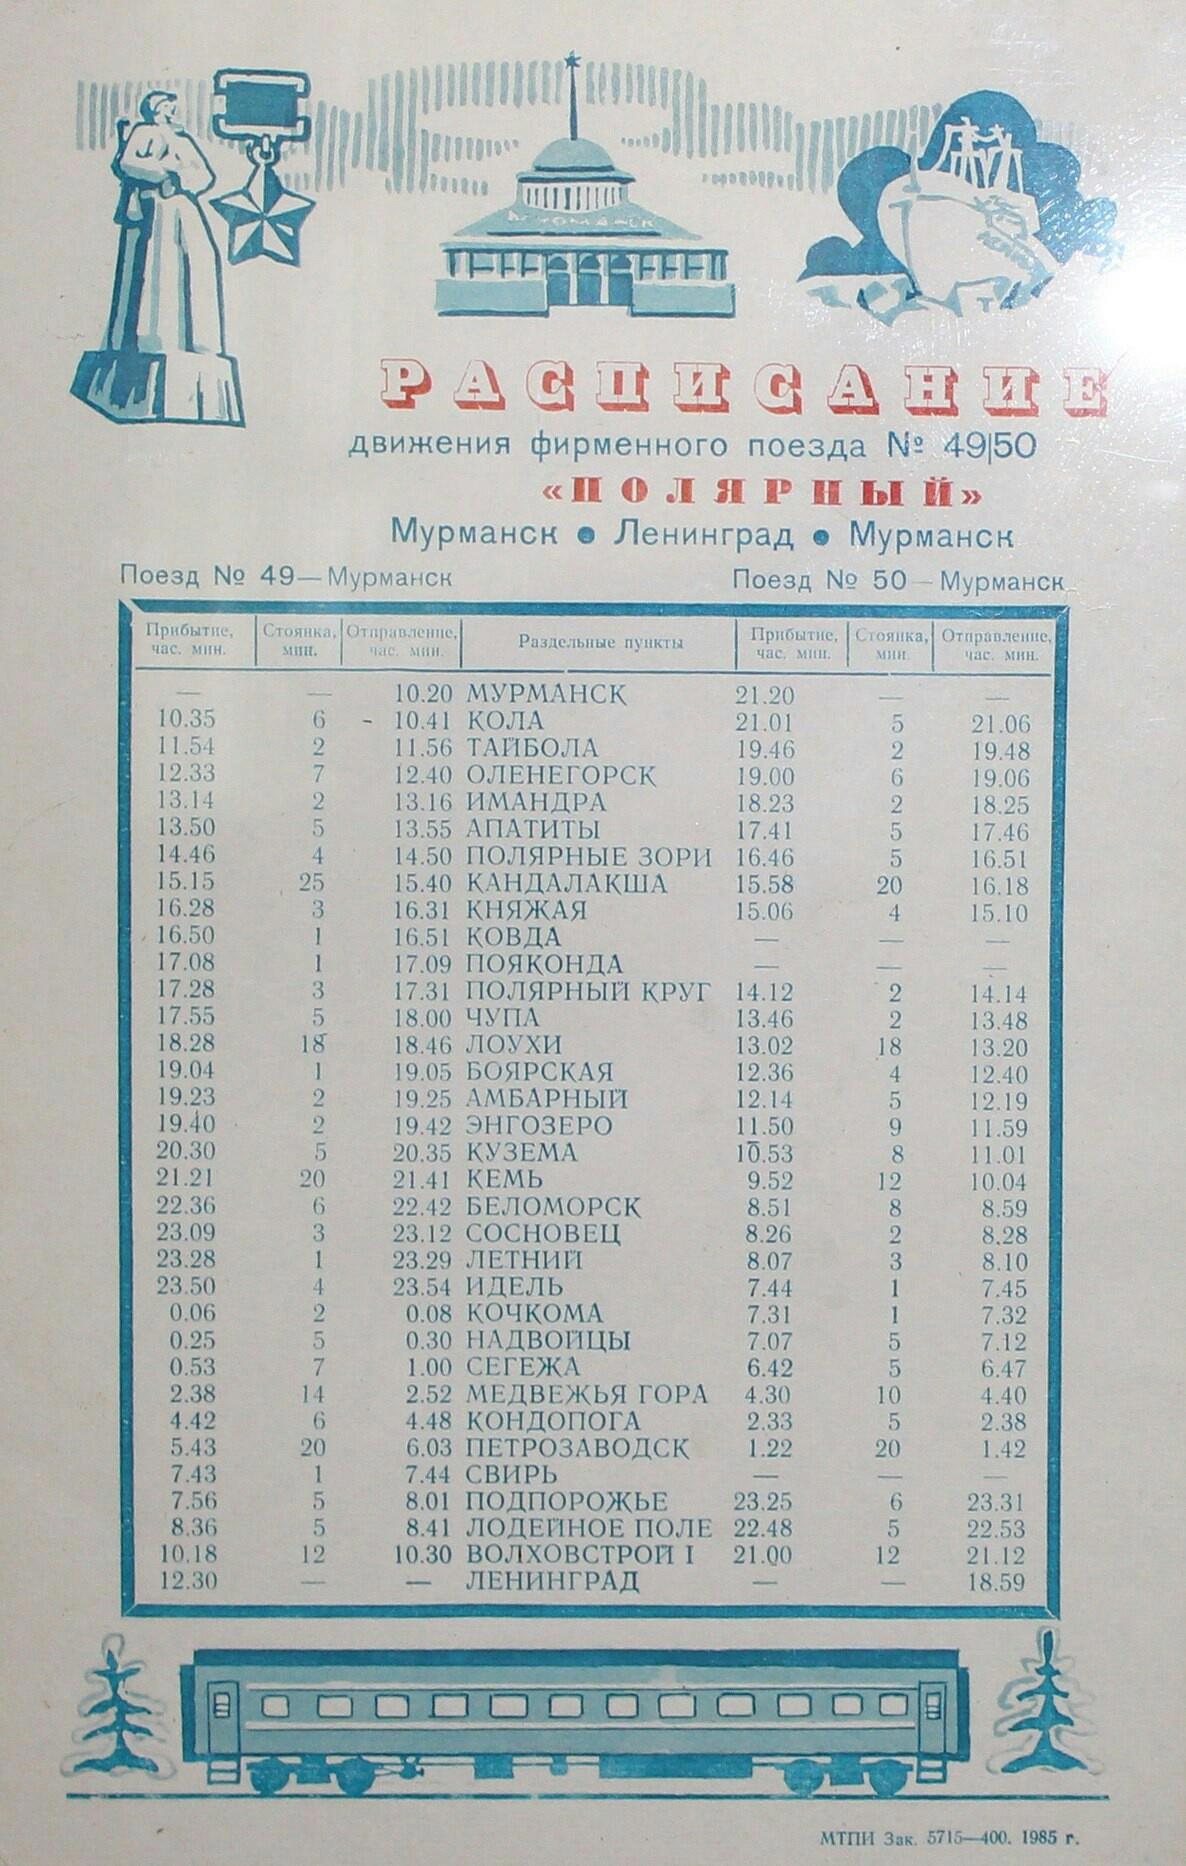 МУРМАНСК
РАСПИСАНИЕ
движения фирменного поезда № 49|50
«ПОЛЯРНЫЙ»
Мурманск ● Ленинград ● Мурманск
Поезд № 49—Мурманск Поезд № 50—Мурманск
Прибытие, час. мин. Стоянка, мин. Отправление, час. мин. Раздельные пункты Прибытие, час. мин. Стоянка, мин. Отправление, час. мин.
— — 10.20 МУРМАНСК 21.20 — —
10.35 6 - 10.41 КОЛА 21.01 5 21.06
11.54 2 11.56 ТАЙБОЛА 19.46 2 19.48
12.33 7 12.40 ОЛЕНЕГОРСК 19.00 6 19.06
13.14 2 13.16 ИМАНДРА 18.23 2 18.25
13.50 5 13.55 АПАТИТЫ 17.41 5 17.46
14.46 4 14.50 ПОЛЯРНЫЕ ЗОРИ 16.46 5 16.51
15.15 25 15.40 КАНДАЛАКША 15.58 20 16.18
16.28 3 16.31 КНЯЖАЯ 15.06 4 15.10
16.50 1 16.51 КОВДА — — —
17.08 1 17.09 ПОЯКОНДА — — —
17.28 3 17.31 ПОЛЯРНЫЙ КРУГ 14.12 2 14.14
17.55 5 18.00 ЧУПА 13.46 2 13.48
18.28 18 18.46 ЛОУХИ 13.02 18 13.20
19.04 1 19.05 БОЯРСКАЯ 12.36 4 12.40
19.23 2 19.25 АМБАРНЫЙ 12.14 5 12.19
19.40 2 19.42 ЭНГОЗЕРО 11.50 9 11.59
20.30 5 20.35 КУЗЕМА 10.53 8 11.01
21.21 20 21.41 КЕМЬ 9.52 12 10.04
22.36 6 22.42 БЕЛОМОРСК 8.51 8 8.59
23.09 3 23.12 СОСНОВЕЦ 8.26 2 8.28
23.28 1 23.29 ЛЕТНИЙ 8.07 3 8.10
23.50 4 23.54 ИДЕЛЬ 7.44 1 7.45
0.06 2 0.08 КОЧКОМА 7.31 1 7.32
0.25 5 0.30 НАДВОЙЦЫ 7.07 5 7.12
0.53 7 1.00 СЕГЕЖА 6.42 5 6.47
2.38 14 2.52 МЕДВЕЖЬЯ ГОРА 4.30 10 4.40
4.42 6 4.48 КОНДОПОГА 2.33 5 2.38
5.43 20 6.03 ПЕТРОЗАВОДСК 1.22 20 1.42
7.43 1 7.44 СВИРЬ — — —
7.56 5 8.01 ПОДПОРОЖЬЕ 23.25 6 23.31
8.36 5 8.41 ЛОДЕЙНОЕ ПОЛЕ 22.48 5 22.53
10.18 12 10.30 ВОЛХОВСТРОЙ I 21.00 12 21.12
12.30 — — ЛЕНИНГРАД — — 18.59
МТПИ Зак. 5715—400. 1985 г.